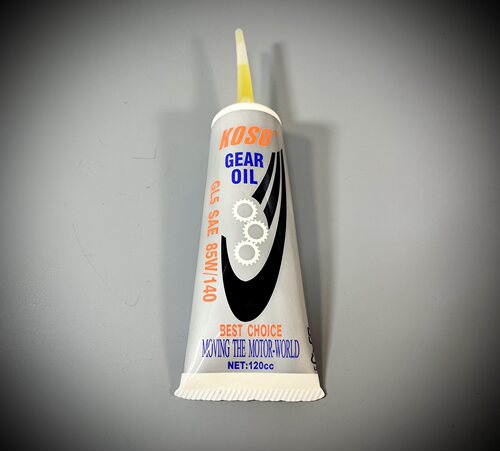 KOSO
GEAR
OIL
GL5 SAE 85W/140
BEST CHOICE
MOVING THE MOTOR-WORLD
NET:120cc